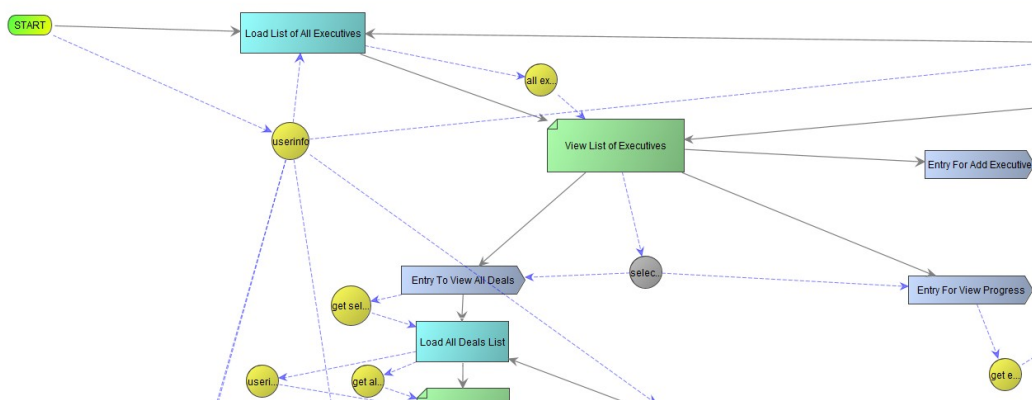 START
Load List of All Executives
all ex...
userinfo
View List of Executives
Entry For Add Executive
selec...
Entry To View All Deals
Entry For View Progress
get sel...
Load All Deals List
useri...
get al...
get e...